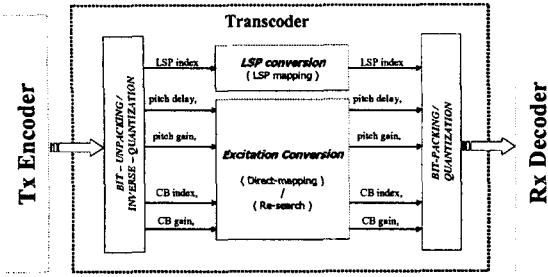 Transcoder
Tx Encoder
BIT - UNPACKING /
INVERSE - QUANTIZATION
LSP index
pitch delay,
pitch gain,
CB index,
CB gain,
LSP conversion
( LSP mapping )
Excitation Conversion
( Direct-mapping )
/
( Re-search )
LSP index
pitch delay,
pitch gain,
CB index,
CB gain,
BIT-PACKING /
QUANTIZATION
Rx Decoder